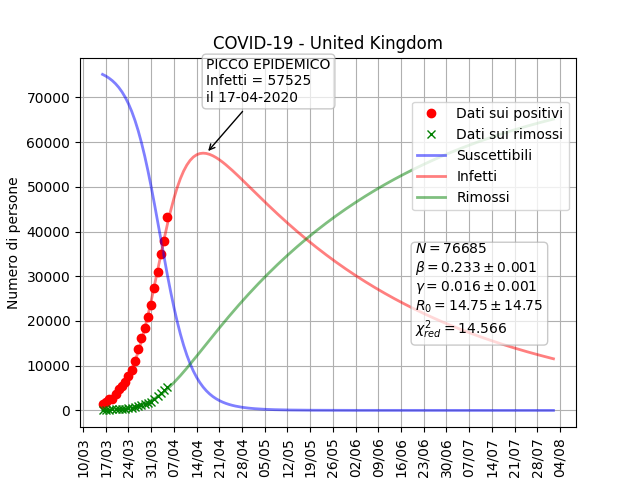 COVID-19 - United Kingdom
PICCO EPIDEMICO
Infetti = 57525
il 17-04-2020
Dati sui positivi
Dati sui rimossi
Suscettibili
Infetti
Rimossi
N = 76685
β = 0.233 ± 0.001
γ = 0.016 ± 0.001
R₀ = 14.75 ± 14.75
χ²_red = 14.566
Numero di persone
70000
60000
50000
40000
30000
20000
10000
0
10/03
17/03
24/03
31/03
07/04
14/04
21/04
28/04
05/05
12/05
19/05
26/05
02/06
09/06
16/06
23/06
30/06
07/07
14/07
21/07
28/07
04/08